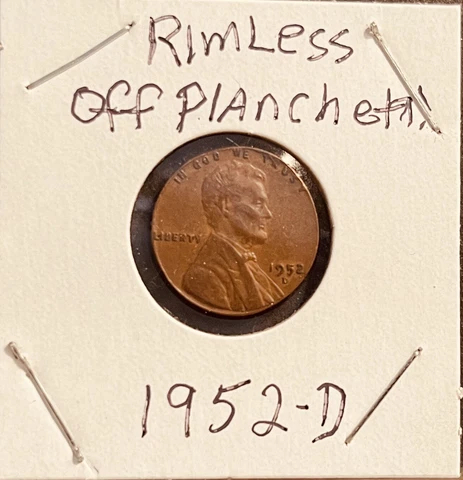 RimLess
Off PlAnchet!!
IN GOD WE TRUST
LIBERTY
1952
D
1952-D